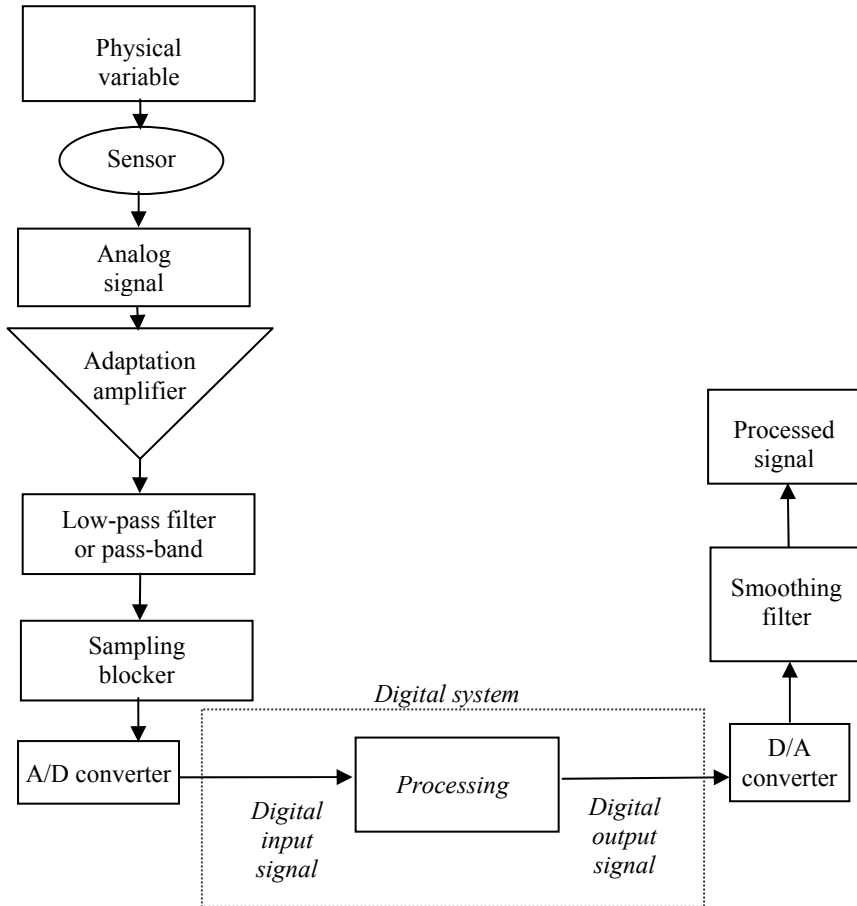 Physical
variable
Sensor
Analog
signal
Adaptation
amplifier
Low-pass filter
or pass-band
Sampling
blocker
A/D converter
Digital system
Processing
Digital
input
signal
Digital
output
signal
D/A
converter
Smoothing
filter
Processed
signal